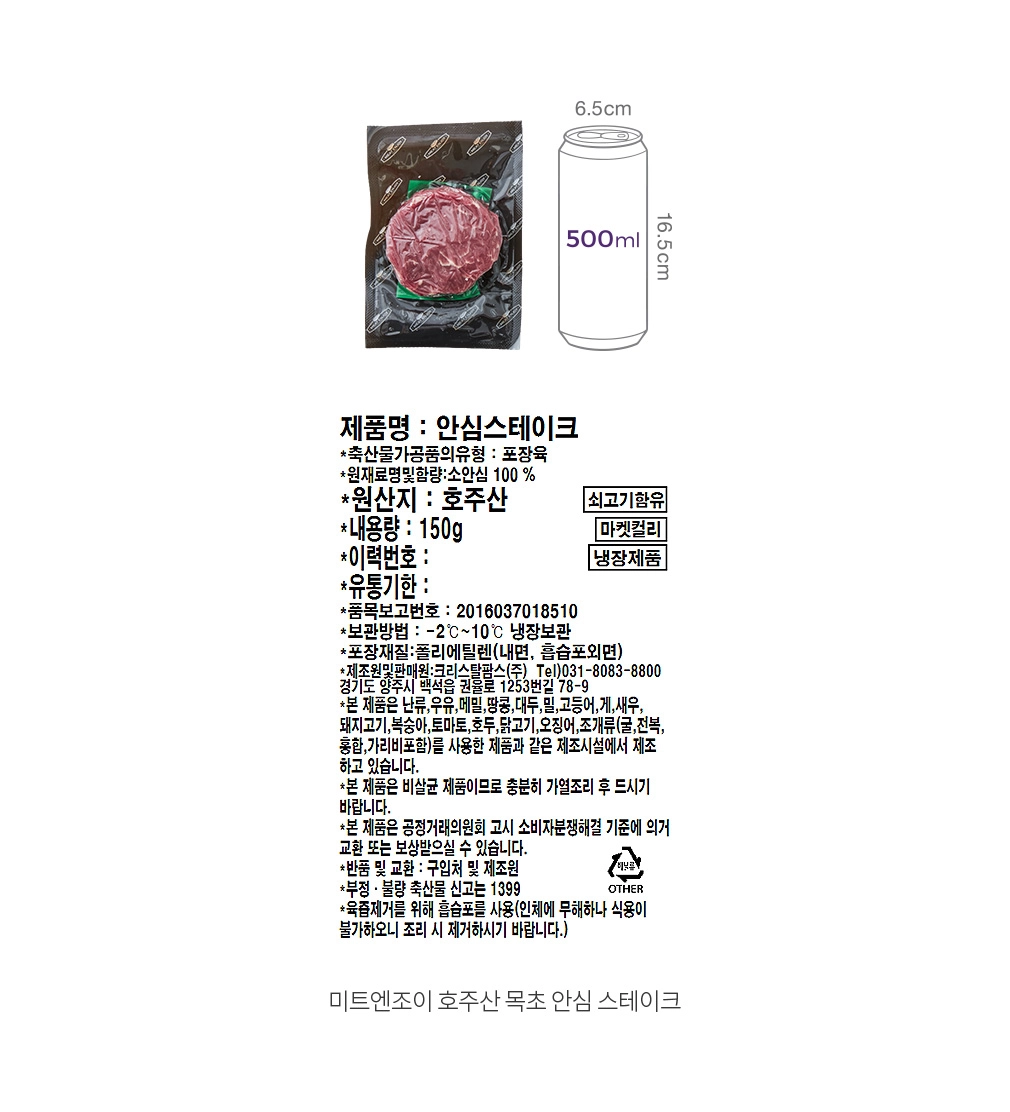 6.5cm
500ml
16.5cm
제품명 : 안심스테이크
*축산물가공품의유형 : 포장육
*원재료명및함량:소안심 100 %
*원산지 : 호주산
쇠고기함유
*내용량 : 150g
마켓컬리
*이력번호 :
냉장제품
*유통기한 :
*품목보고번호 : 2016037018510
*보관방법 : -2℃~10℃ 냉장보관
*포장재질:폴리에틸렌(내면, 흡습포외면)
*제조원및판매원:크리스탈팜스(주) Tel)031-8083-8800
경기도 양주시 백석읍 권율로 1253번길 78-9
*본 제품은 난류,우유,메밀,땅콩,대두,밀,고등어,게,새우,
돼지고기,복숭아,토마토,호두,닭고기,오징어,조개류(굴,전복,
홍합,가리비포함)를 사용한 제품과 같은 제조시설에서 제조
하고 있습니다.
*본 제품은 비살균 제품이므로 충분히 가열조리 후 드시기
바랍니다.
*본 제품은 공정거래의원회 고시 소비자분쟁해결 기준에 의거
교환 또는 보상받으실 수 있습니다.
*반품 및 교환 : 구입처 및 제조원
*부정·불량 축산물 신고는 1399
OTHER
*육즙제거를 위해 흡습포를 사용(인체에 무해하나 식용이
불가하오니 조리 시 제거하시기 바랍니다.)
미트엔조이 호주산 목초 안심 스테이크